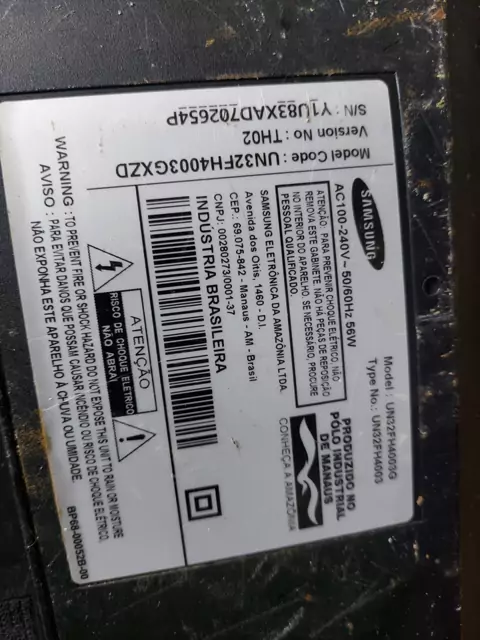 SAMSUNG
Model : UN32FH4003G
Type No.: UN32FH4003
AC100-240V~ 50/60Hz 56W
ATENÇÃO: PARA PREVENIR CHOQUE ELÉTRICO, NÃO
REMOVA ESTE GABINETE. NÃO HÁ PEÇAS DE REPOSIÇÃO
NO INTERIOR DO APARELHO. SE NECESSÁRIO, PROCURE
PESSOAL QUALIFICADO.
PRODUZIDO NO
PÓLO INDUSTRIAL
DE MANAUS
CONHEÇA A AMAZÔNIA
SAMSUNG ELETRÔNICA DA AMAZÔNIA LTDA.
Avenida dos Oitis, 1460 - D.I.
CEP.: 69.075-842 - Manaus - AM - Brasil
CNPJ.: 00280273/0001-37
INDÚSTRIA BRASILEIRA
Model Code : UN32FH4003GXZD
Version No : TH02
S/N : Y1U83XAD702654P
ATENÇÃO
RISCO DE CHOQUE ELÉTRICO
NÃO ABRA
WARNING : TO PREVENT FIRE OR SHOCK HAZARD DO NOT EXPOSE THIS UNIT TO RAIN OR MOISTURE
AVISO : PARA EVITAR DANOS QUE POSSAM CAUSAR INCÊNDIO OU RISCO DE CHOQUE ELÉTRICO,
NÃO EXPONHA ESTE APARELHO À CHUVA OU UMIDADE.
BP68-00052B-00